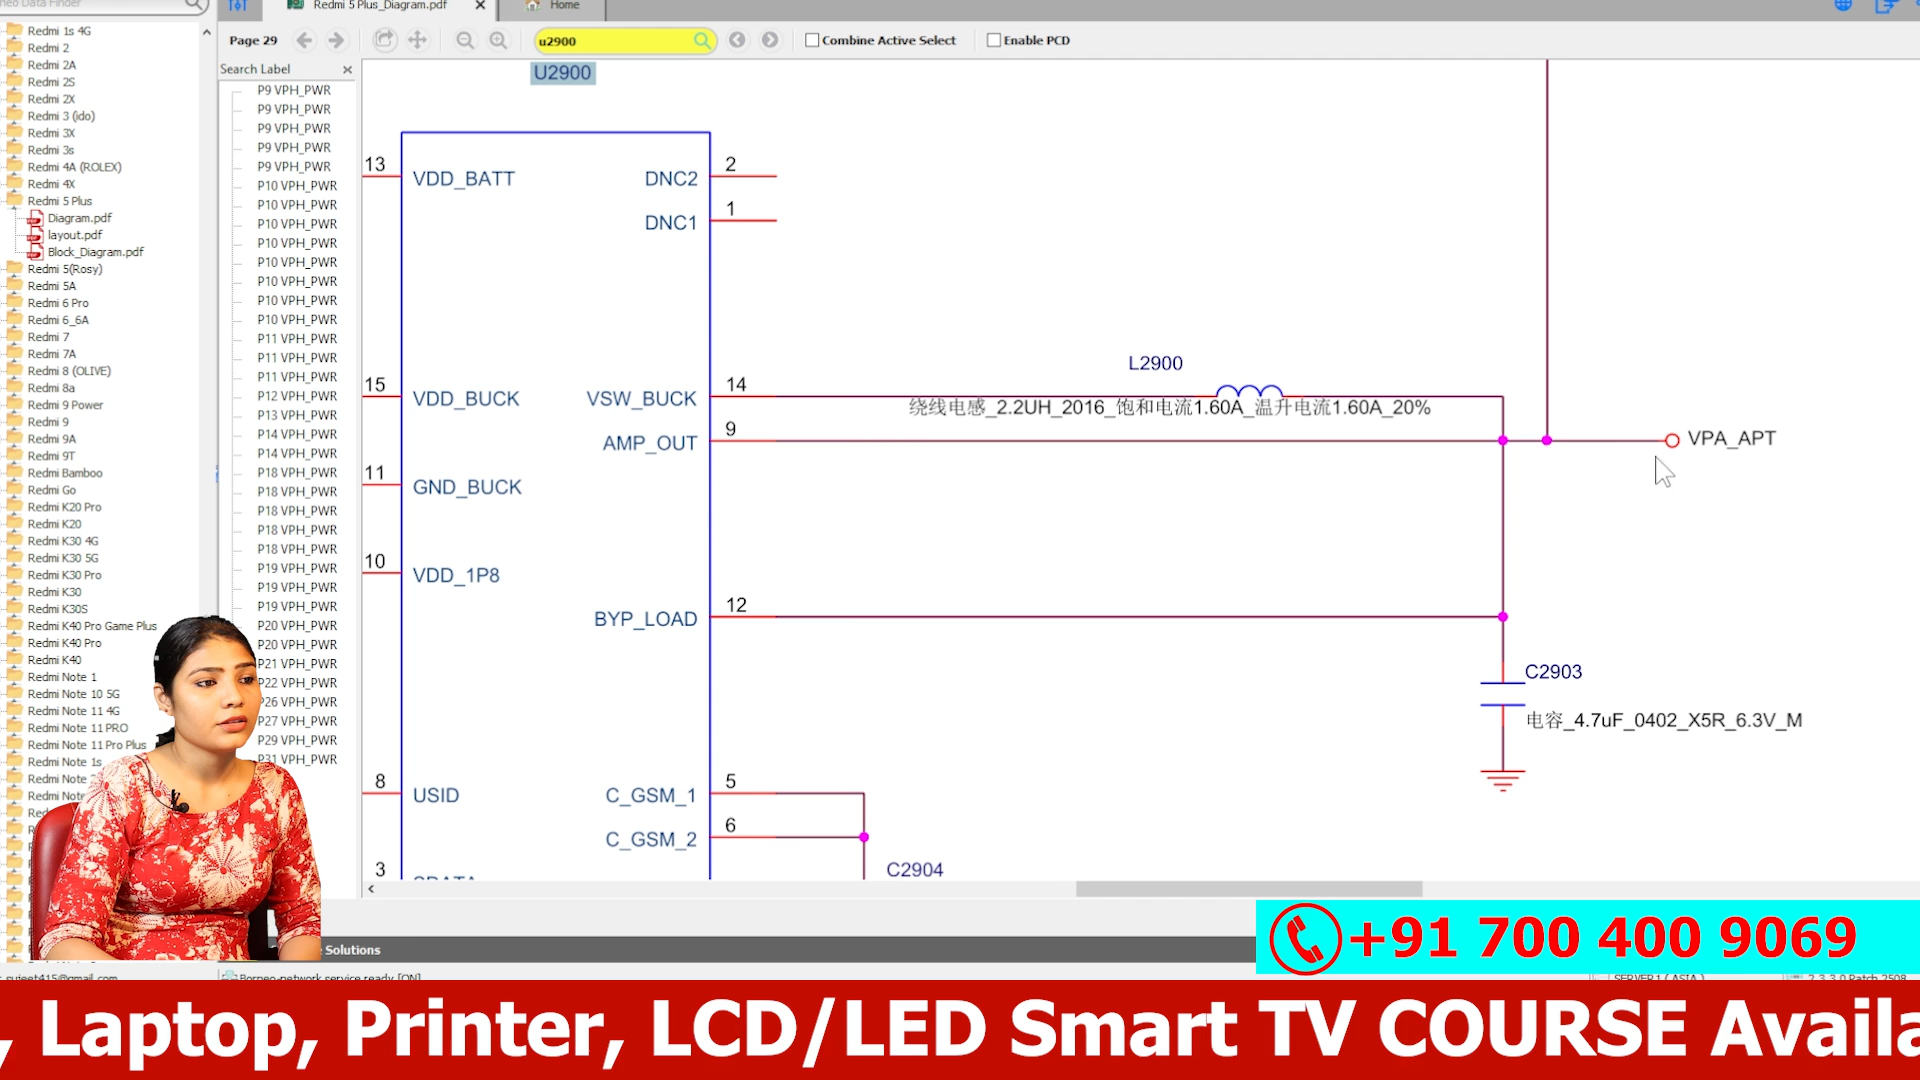 Redmi 5 Plus_Diagram.pdf
Home
Page 29
u2900
Combine Active Select
Enable PCD
Search Label
Redmi 1s 4G
Redmi 2
Redmi 2A
Redmi 2S
Redmi 2X
Redmi 3 (ido)
Redmi 3X
Redmi 3s
Redmi 4A (ROLEX)
Redmi 4X
Redmi 5 Plus
Diagram.pdf
layout.pdf
Block_Diagram.pdf
Redmi 5(Rosy)
Redmi 5A
Redmi 6 Pro
Redmi 6_6A
Redmi 7
Redmi 7A
Redmi 8 (OLIVE)
Redmi 8a
Redmi 9 Power
Redmi 9
Redmi 9A
Redmi 9T
Redmi Bamboo
Redmi Go
Redmi K20 Pro
Redmi K20
Redmi K30 4G
Redmi K30 5G
Redmi K30 Pro
Redmi K30
Redmi K30S
Redmi K40 Pro Game Plus
Redmi K40 Pro
Redmi K40
Redmi Note 1
Redmi Note 10 5G
Redmi Note 11 4G
Redmi Note 11 PRO
Redmi Note 11 Pro Plus
Redmi Note 1s
Redmi Note
Redmi Note
P9 VPH_PWR
P9 VPH_PWR
P9 VPH_PWR
P9 VPH_PWR
P9 VPH_PWR
P10 VPH_PWR
P10 VPH_PWR
P10 VPH_PWR
P10 VPH_PWR
P10 VPH_PWR
P10 VPH_PWR
P10 VPH_PWR
P10 VPH_PWR
P11 VPH_PWR
P11 VPH_PWR
P11 VPH_PWR
P12 VPH_PWR
P13 VPH_PWR
P14 VPH_PWR
P14 VPH_PWR
P18 VPH_PWR
P18 VPH_PWR
P18 VPH_PWR
P18 VPH_PWR
P18 VPH_PWR
P19 VPH_PWR
P19 VPH_PWR
P19 VPH_PWR
P20 VPH_PWR
P20 VPH_PWR
P21 VPH_PWR
P22 VPH_PWR
P26 VPH_PWR
P27 VPH_PWR
P29 VPH_PWR
P31 VPH_PWR
U2900
13 VDD_BATT DNC2 2
DNC1 1
L2900
15 VDD_BUCK VSW_BUCK 14
绕线电感_2.2UH_2016_饱和电流1.60A_温升电流1.60A_20%
AMP_OUT 9 VPA_APT
11 GND_BUCK
10 VDD_1P8
BYP_LOAD 12
C2903
电容_4.7uF_0402_X5R_6.3V_M
8 USID C_GSM_1 5
C_GSM_2 6
3
C2904
Solutions
+91 700 400 9069
, Laptop, Printer, LCD/LED Smart TV COURSE Availa